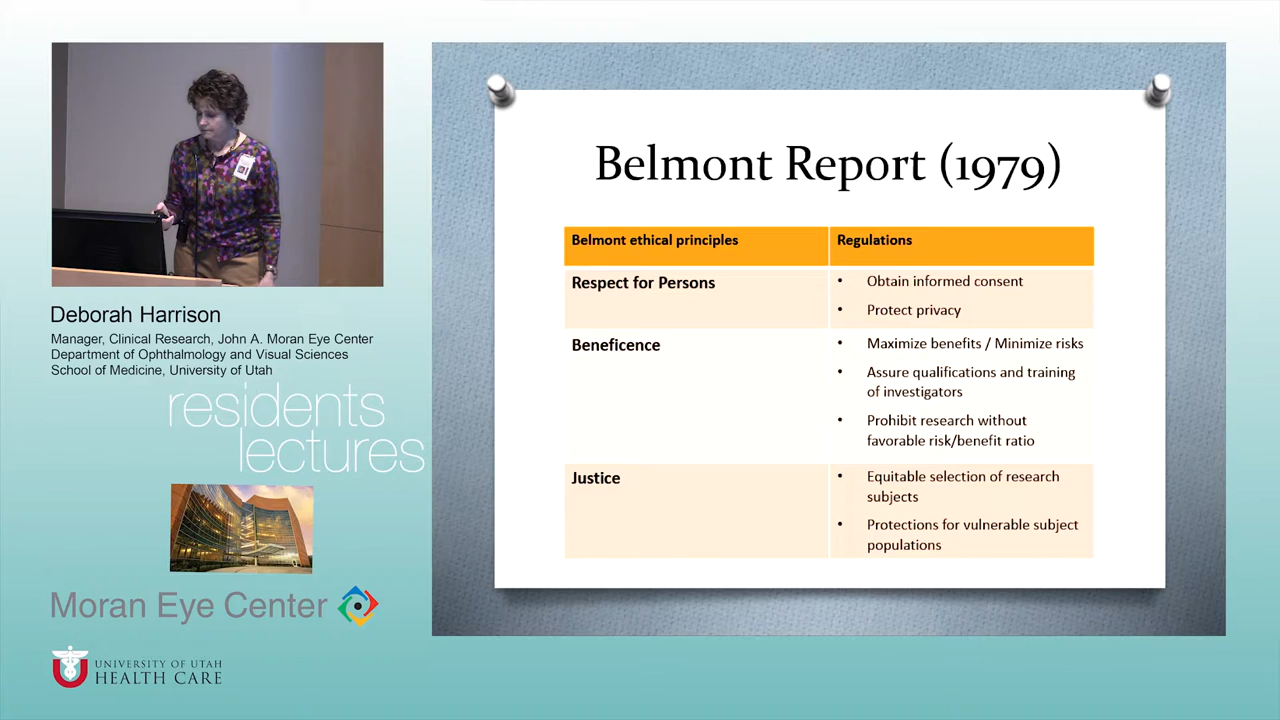 Belmont Report (1979)
Belmont ethical principles
Regulations
Respect for Persons
• Obtain informed consent
• Protect privacy
Beneficence
• Maximize benefits / Minimize risks
• Assure qualifications and training
of investigators
• Prohibit research without
favorable risk/benefit ratio
Justice
• Equitable selection of research
subjects
• Protections for vulnerable subject
populations
Deborah Harrison
Manager, Clinical Research, John A. Moran Eye Center
Department of Ophthalmology and Visual Sciences
School of Medicine, University of Utah
residents
lectures
Moran Eye Center
UNIVERSITY OF UTAH
HEALTH CARE